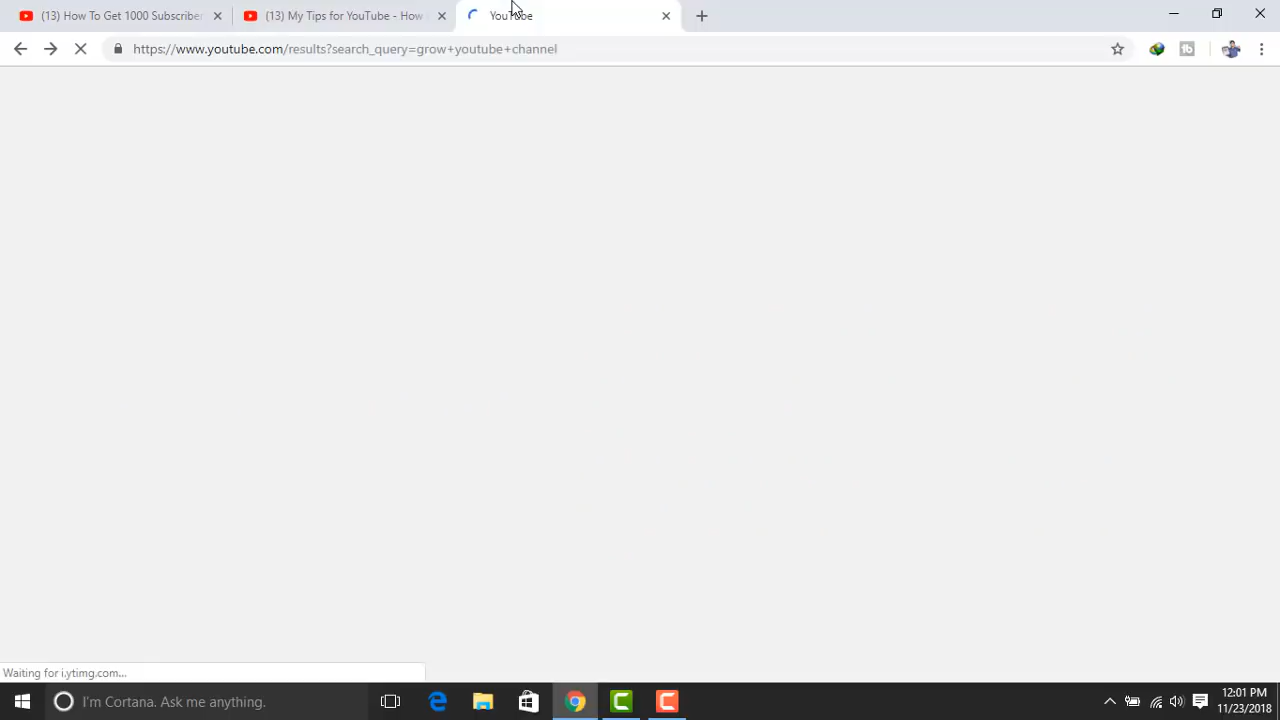 (13) How To Get 1000 Subscriber
(13) My Tips for YouTube - How
YouTube
https://www.youtube.com/results?search_query=grow+youtube+channel
Waiting for i.ytimg.com...
I'm Cortana. Ask me anything.
12:01 PM
11/23/2018